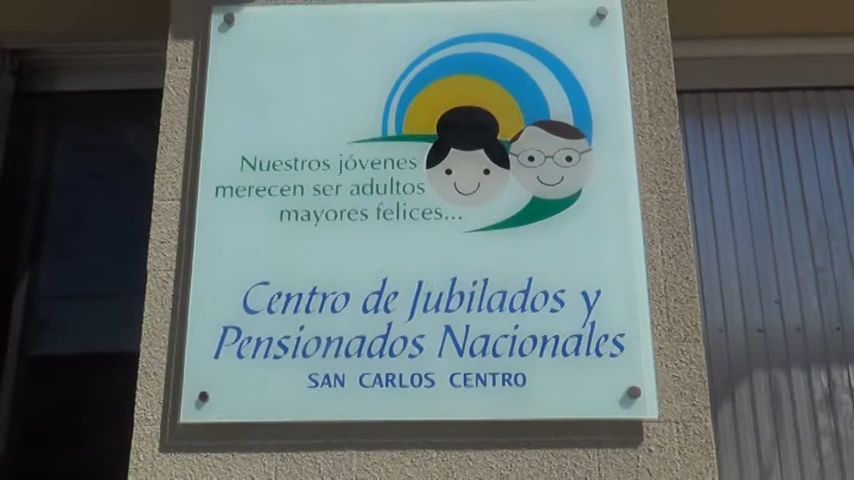 Nuestros jóvenes
merecen ser adultos
mayores felices...
Centro de Jubilados y
Pensionados Nacionales
SAN CARLOS CENTRO